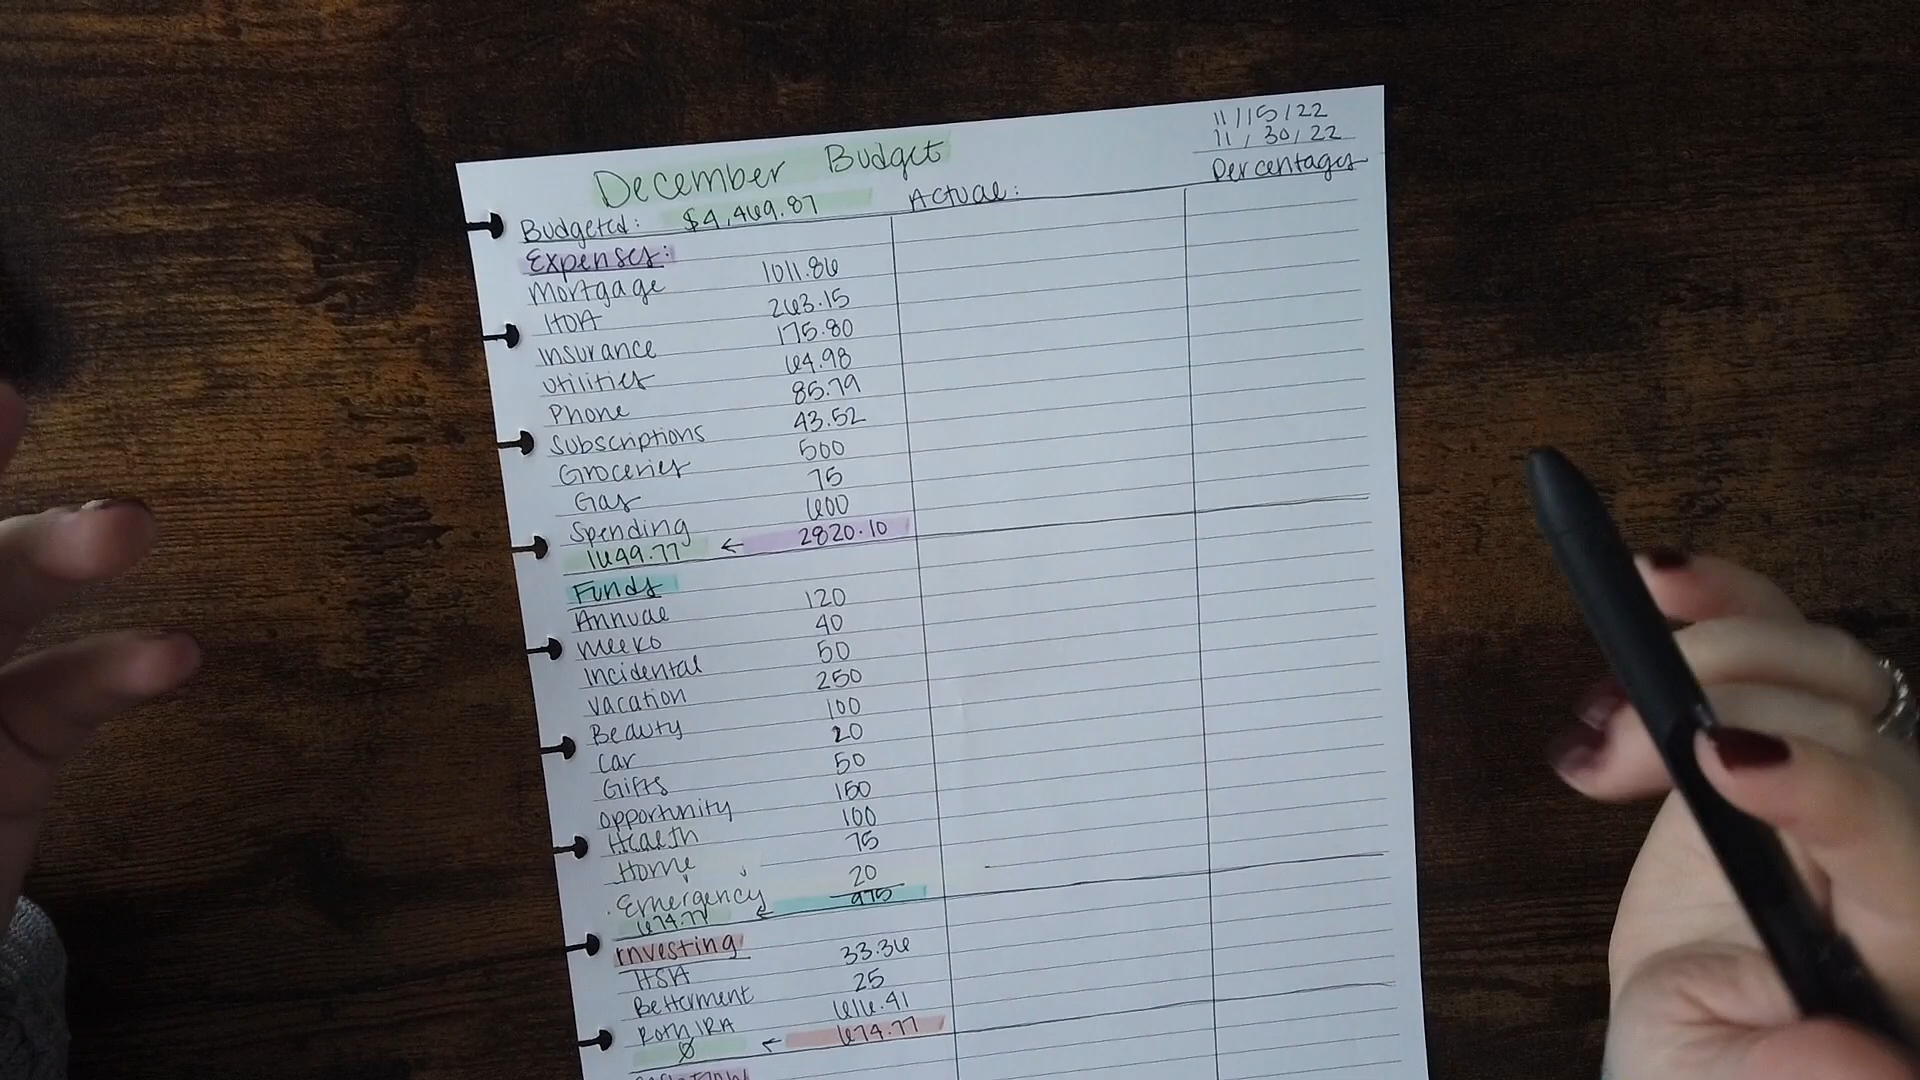 11/15/22
11/30/22
Percentages
December Budget
Budgeted: $4,469.87 Actual:
Expenses:
Mortgage 1011.86
HOA 263.15
Insurance 175.80
Utilities 64.98
Phone 85.79
Subscriptions 43.52
Groceries 500
Gas 75
Spending 600
1649.77 ← 2820.10
Funds
Annual 120
Meeko 40
Incidental 50
Vacation 250
Beauty 100
Car 20
Gifts 50
Opportunity 150
Health 100
Home 75
Emergency 20
674.77 ← 975
Investing
HSA 33.36
Betterment 25
Roth IRA 616.41
Ø ← 674.77